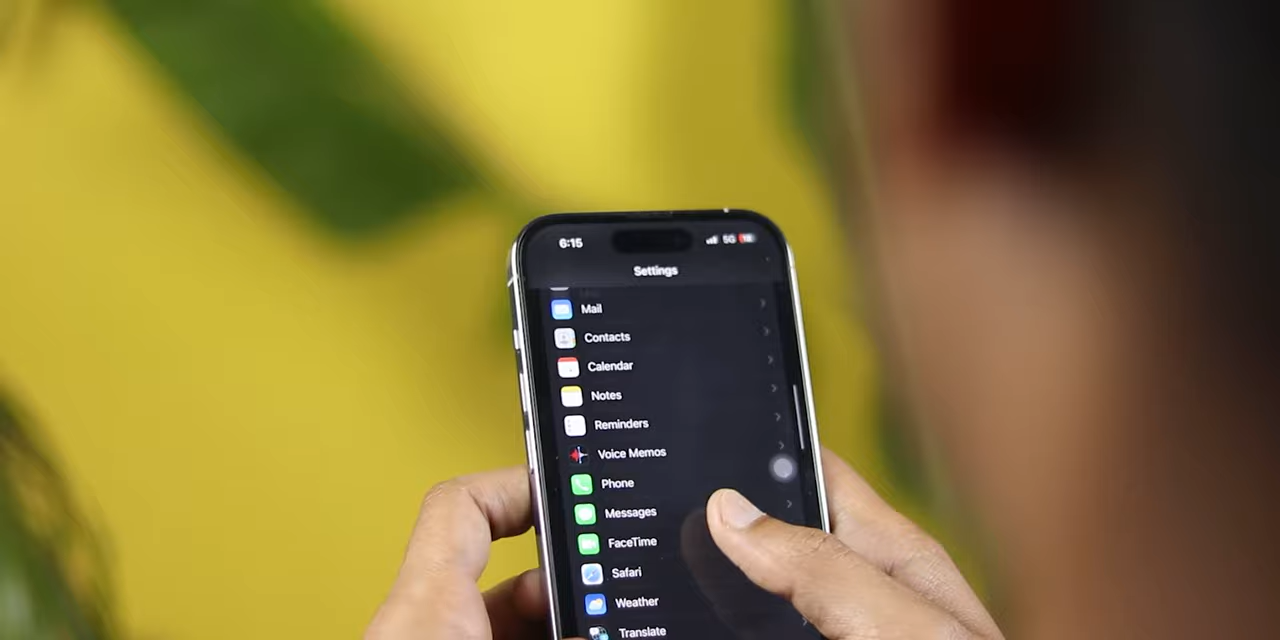 6:15
5G
Settings
Mail
Contacts
Calendar
Notes
Reminders
Voice Memos
Phone
Messages
FaceTime
Safari
Weather
Translate